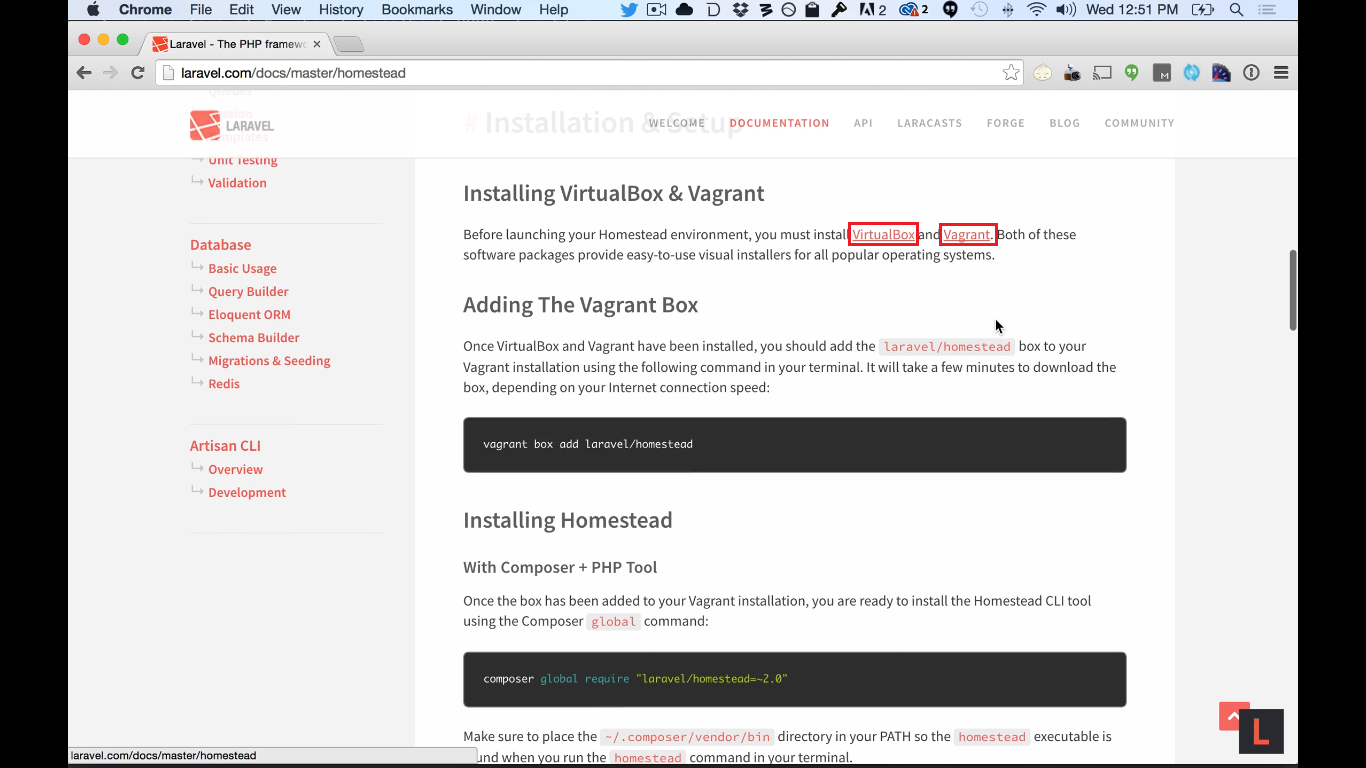 Chrome File Edit View History Bookmarks Window Help 2 2 Wed 12:51 PM
Laravel - The PHP framewo
laravel.com/docs/master/homestead
LARAVEL
# Installation & Setup
WELCOME DOCUMENTATION API LARACASTS FORGE BLOG COMMUNITY
Unit Testing
Validation
Database
Basic Usage
Query Builder
Eloquent ORM
Schema Builder
Migrations & Seeding
Redis
Artisan CLI
Overview
Development
Installing VirtualBox & Vagrant
Before launching your Homestead environment, you must install VirtualBox and Vagrant. Both of these
software packages provide easy-to-use visual installers for all popular operating systems.
Adding The Vagrant Box
Once VirtualBox and Vagrant have been installed, you should add the laravel/homestead box to your
Vagrant installation using the following command in your terminal. It will take a few minutes to download the
box, depending on your Internet connection speed:
vagrant box add laravel/homestead
Installing Homestead
With Composer + PHP Tool
Once the box has been added to your Vagrant installation, you are ready to install the Homestead CLI tool
using the Composer global command:
composer global require "laravel/homestead=~2.0"
Make sure to place the ~/.composer/vendor/bin directory in your PATH so the homestead executable is
und when you run the homestead command in your terminal.
laravel.com/docs/master/homestead
L